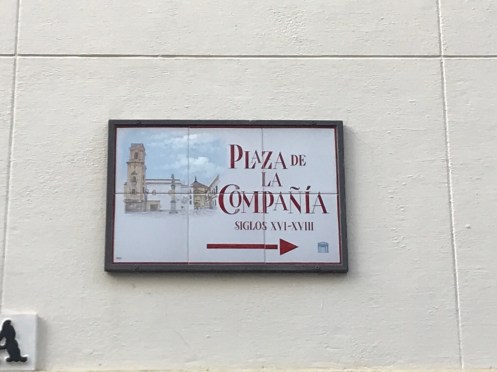 PLAZA DE
LA
COMPAÑÍA
SIGLOS XVI-XVIII